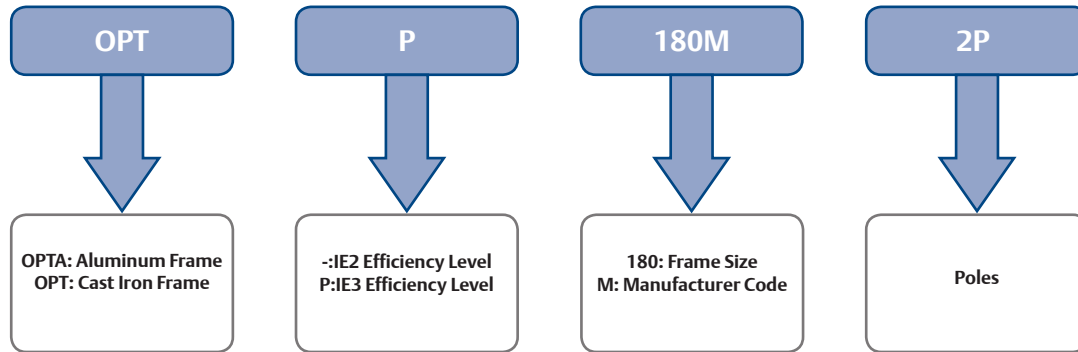 OPT
P
180M
2P
OPTA: Aluminum Frame
OPT: Cast Iron Frame
-:IE2 Efficiency Level
P:IE3 Efficiency Level
180: Frame Size
M: Manufacturer Code
Poles